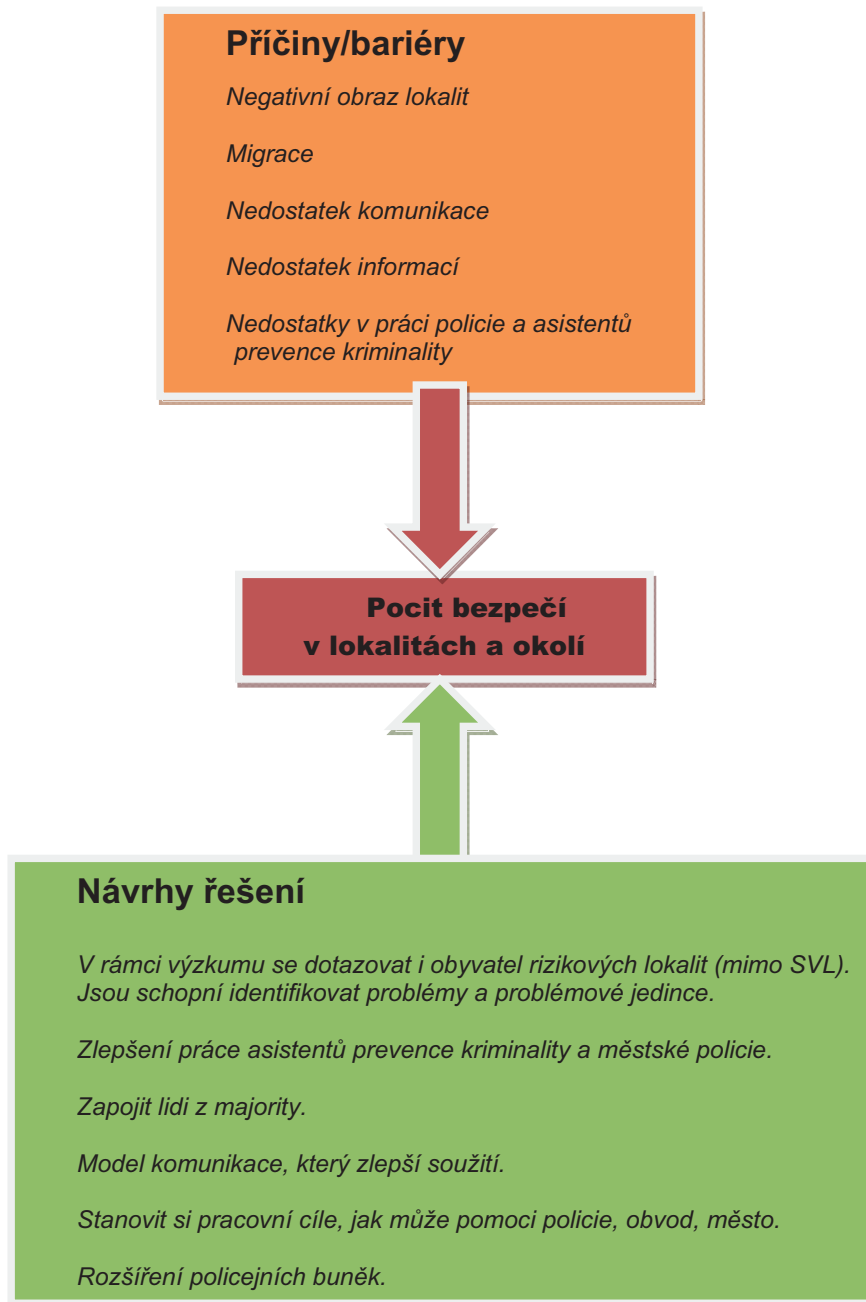 Příčiny/bariéry
Negativní obraz lokalit
Migrace
Nedostatek komunikace
Nedostatek informací
Nedostatky v práci policie a asistentů
prevence kriminality
Pocit bezpečí
v lokalitách a okolí
Návrhy řešení
V rámci výzkumu se dotazovat i obyvatel rizikových lokalit (mimo SVL).
Jsou schopní identifikovat problémy a problémové jedince.
Zlepšení práce asistentů prevence kriminality a městské policie.
Zapojit lidi z majority.
Model komunikace, který zlepší soužití.
Stanovit si pracovní cíle, jak může pomoci policie, obvod, město.
Rozšíření policejních buněk.